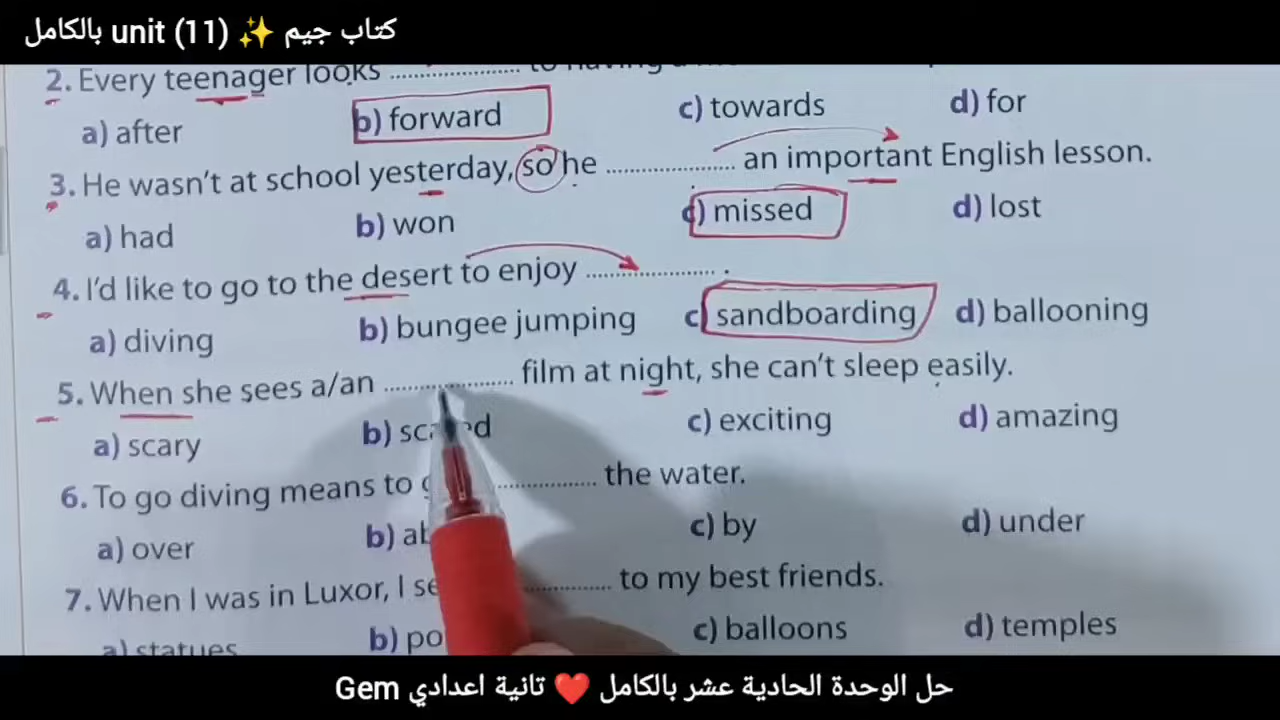 كتاب جيم ✨ unit (11) بالكامل
2. Every teenager looks .................... to having a
a) after b) forward c) towards d) for
3. He wasn't at school yesterday, so he .................... an important English lesson.
a) had b) won c) missed d) lost
4. I'd like to go to the desert to enjoy .................... .
a) diving b) bungee jumping c) sandboarding d) ballooning
5. When she sees a/an .................... film at night, she can't sleep easily.
a) scary b) c) exciting d) amazing
6. To go diving means to .................... the water.
a) over b) c) by d) under
7. When I was in Luxor, I .................... to my best friends.
a) statues b) c) balloons d) temples
حل الوحدة الحادية عشر بالكامل ❤️ تانية اعدادي Gem